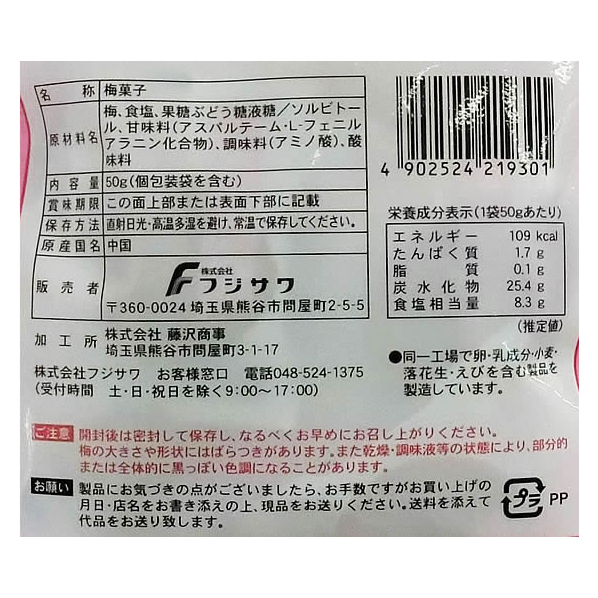 名称 梅菓子
原材料名 梅、食塩、果糖ぶどう糖液糖／ソルビトール、甘味料(アスパルテーム・L-フェニルアラニン化合物)、調味料(アミノ酸)、酸味料
内容量 50g(個包装袋を含む)
賞味期限 この面上部または表面下部に記載
保存方法 直射日光・高温多湿を避け、常温で保存してください。
原産国名 中国
販売者 株式会社 フジサワ
〒360-0024 埼玉県熊谷市問屋町2-5-5
加工所 株式会社 藤沢商事
埼玉県熊谷市問屋町3-1-17
株式会社フジサワ お客様窓口 電話048-524-1375
(受付時間 土・日・祝日を除く9:00～17:00)
4 902524 219301
栄養成分表示(1袋50gあたり)
エネルギー 109 kcal
たんぱく質 1.7 g
脂質 0.1 g
炭水化物 25.4 g
食塩相当量 8.3 g
(推定値)
●同一工場で卵・乳成分・小麦・
落花生・えびを含む製品を
製造しています。
ご注意 開封後は密封して保存し、なるべくお早めにお召し上がりください。
梅の大きさや形状にはばらつきがあります。また乾燥・調味液等の状態により、部分的
または全体的に黒っぽい色調になることがあります。
お願い 製品にお気づきの点がございましたら、お手数ですがお買い上げの
月日・店名をお書き添えの上、現品をお送りください。送料を添えて
代品をお送り致します。
プラ PP